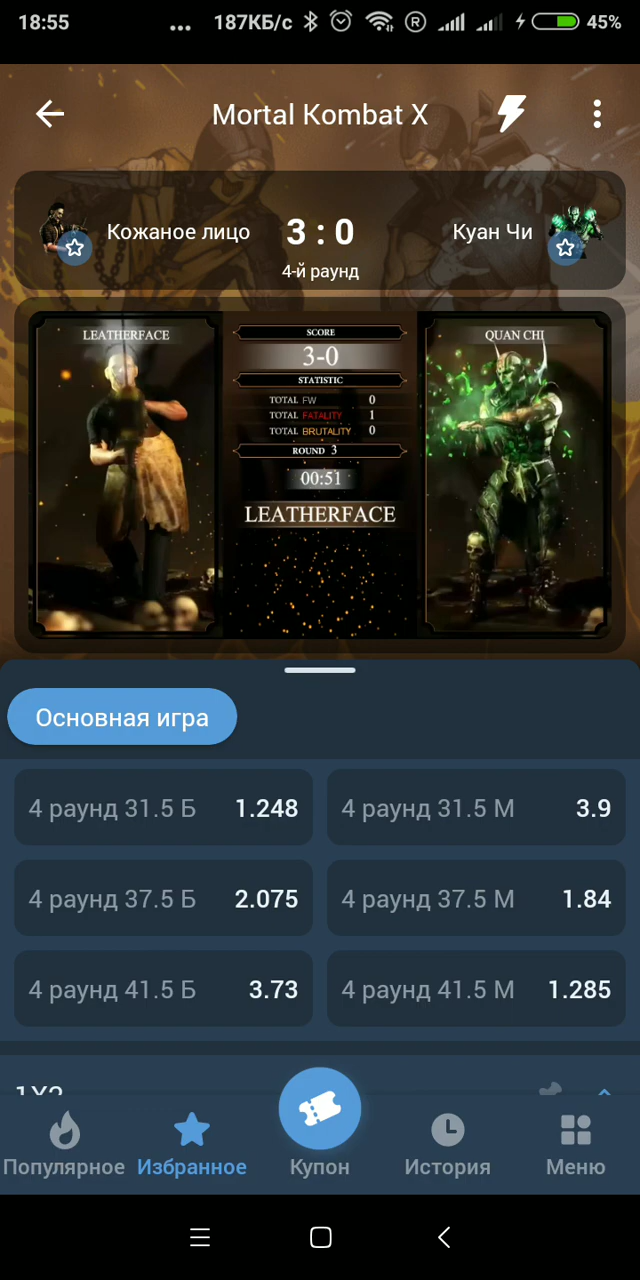 18:55 ... 187КБ/с R 45%
Mortal Kombat X
Кожаное лицо 3 : 0 Куан Чи
4-й раунд
LEATHERFACE SCORE QUAN CHI
3-0
STATISTIC
TOTAL FW 0
TOTAL FATALITY 1
TOTAL BRUTALITY 0
ROUND 3
00:51
LEATHERFACE
Основная игра
4 раунд 31.5 Б 1.248 4 раунд 31.5 М 3.9
4 раунд 37.5 Б 2.075 4 раунд 37.5 М 1.84
4 раунд 41.5 Б 3.73 4 раунд 41.5 М 1.285
Популярное Избранное Купон История Меню